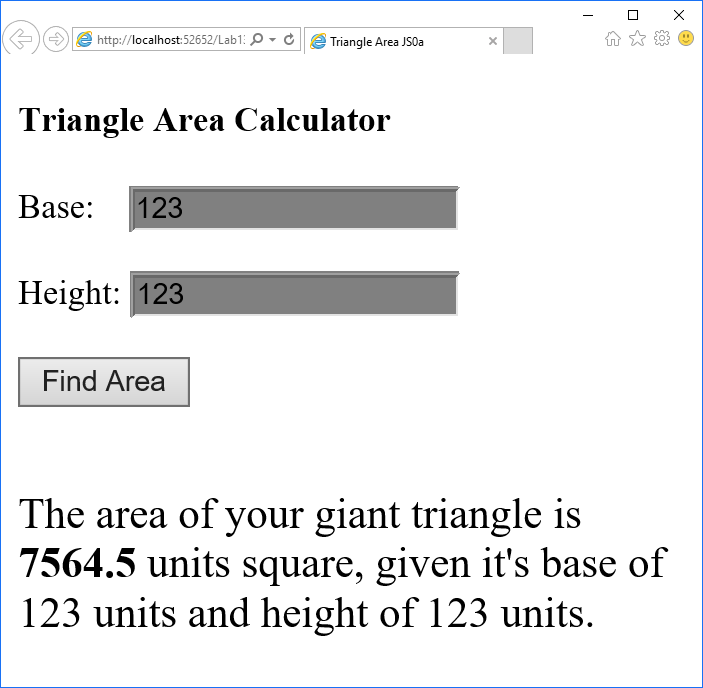 http://localhost:52652/Lab13
Triangle Area JS0a
Triangle Area Calculator
Base: 123
Height: 123
Find Area
The area of your giant triangle is
7564.5 units square, given it's base of
123 units and height of 123 units.